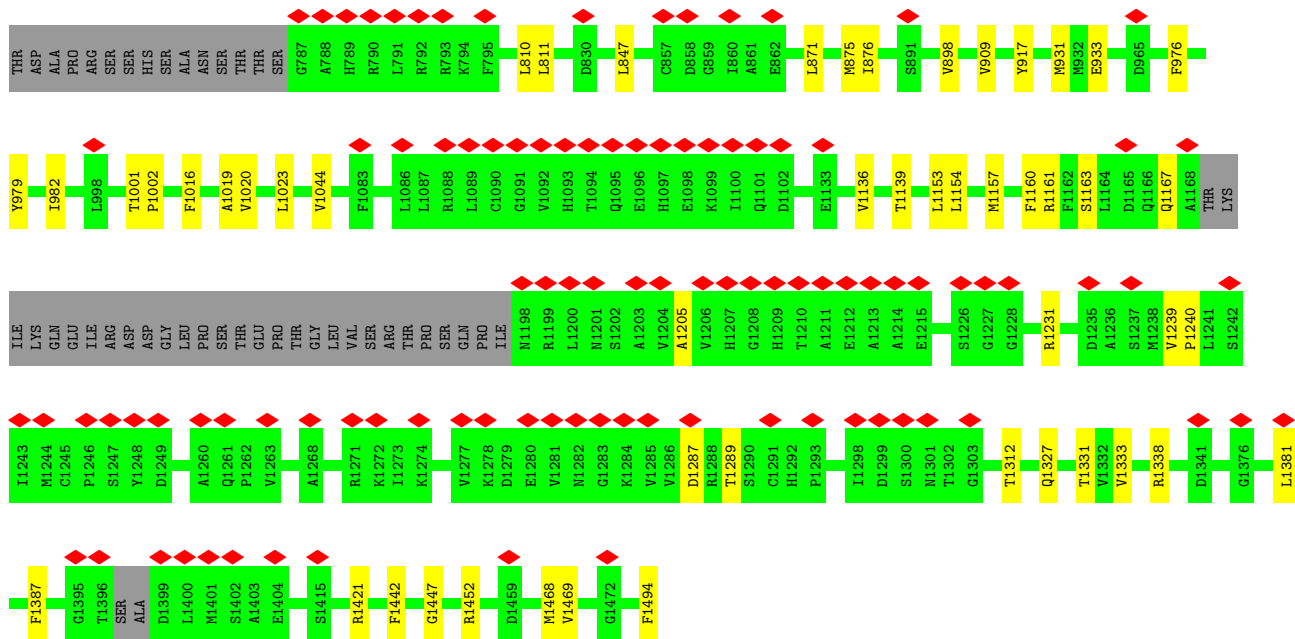 THR ASP ALA PRO ARG SER SER HIS SER ALA ASN SER THR THR SER G787 A788 H789 R790 L791 R792 R793 K794 F795 L810 L811 D830 L847 C857 D858 G859 I860 A861 E862 L871 M875 I876 S891 V898 V909 Y917 M931 M932 E933 D965 F976
Y979 I982 L998 T1001 P1002 F1016 A1019 V1020 L1023 V1044 F1083 L1086 L1087 R1088 L1089 C1090 G1091 V1092 H1093 T1094 Q1095 E1096 H1097 E1098 K1099 I1100 Q1101 D1102 E1133 V1136 T1139 L1153 L1154 M1157 F1160 R1161 F1162 S1163 L1164 D1165 Q1166 Q1167 A1168 THR LYS
ILE LYS GLN GLU ILE ARG ASP ASP GLY LEU PRO SER THR GLU PRO THR GLY LEU VAL SER ARG THR PRO SER GLN PRO ILE N1198 R1199 L1200 N1201 S1202 A1203 V1204 A1205 V1206 H1207 G1208 H1209 T1210 A1211 E1212 A1213 A1214 E1215 S1226 G1227 G1228 R1231 D1235 A1236 S1237 M1238 V1239 P1240 L1241 S1242
I1243 M1244 C1245 P1246 S1247 Y1248 D1249 A1260 Q1261 P1262 V1263 A1268 R1271 K1272 I1273 K1274 V1277 K1278 D1279 E1280 V1281 N1282 G1283 K1284 V1285 V1286 D1287 R1288 T1289 S1290 C1291 H1292 P1293 I1298 D1299 S1300 N1301 T1302 G1303 T1312 Q1327 T1331 V1332 V1333 R1338 D1341 G1376 L1381
F1387 G1395 T1396 SER ALA D1399 L1400 M1401 S1402 A1403 E1404 S1415 R1421 F1442 G1447 R1452 D1459 M1468 V1469 G1472 F1494